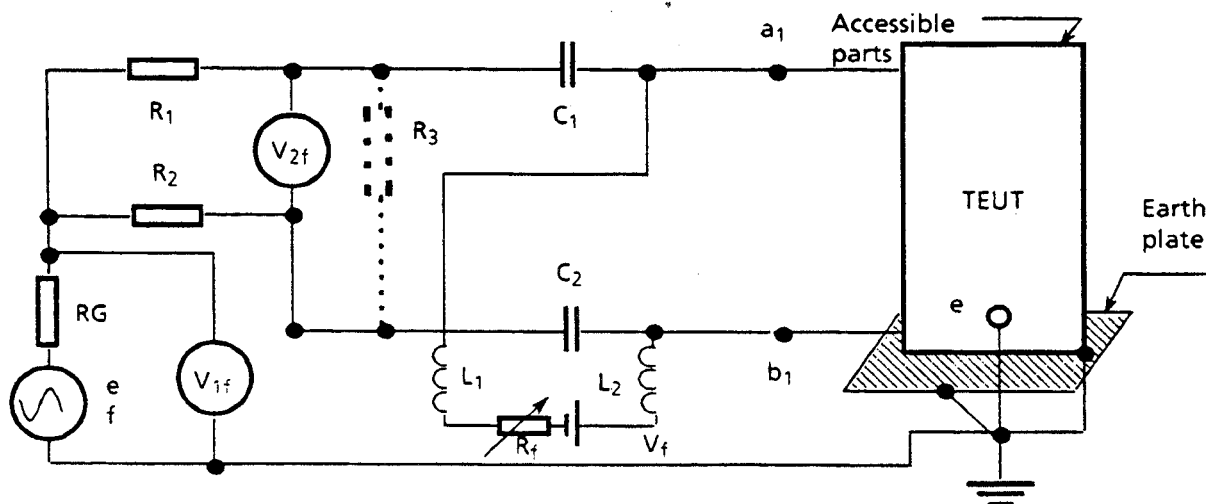 a1
Accessible
parts
R1
C1
V2f
R3
R2
TEUT
Earth
plate
C2
RG
e
V1f
e
f
L1
L2
b1
Rf
Vf